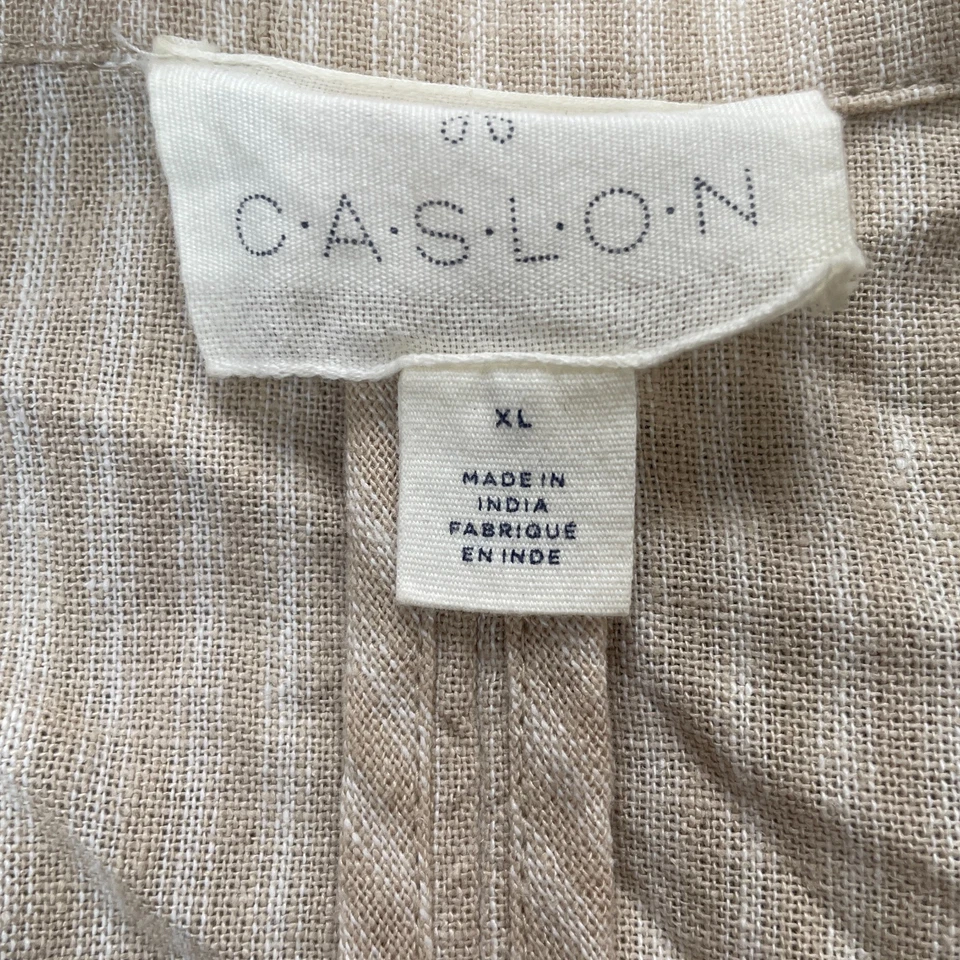 C·A·S·L·O·N
XL
MADE IN
INDIA
FABRIQUÉ
EN INDE